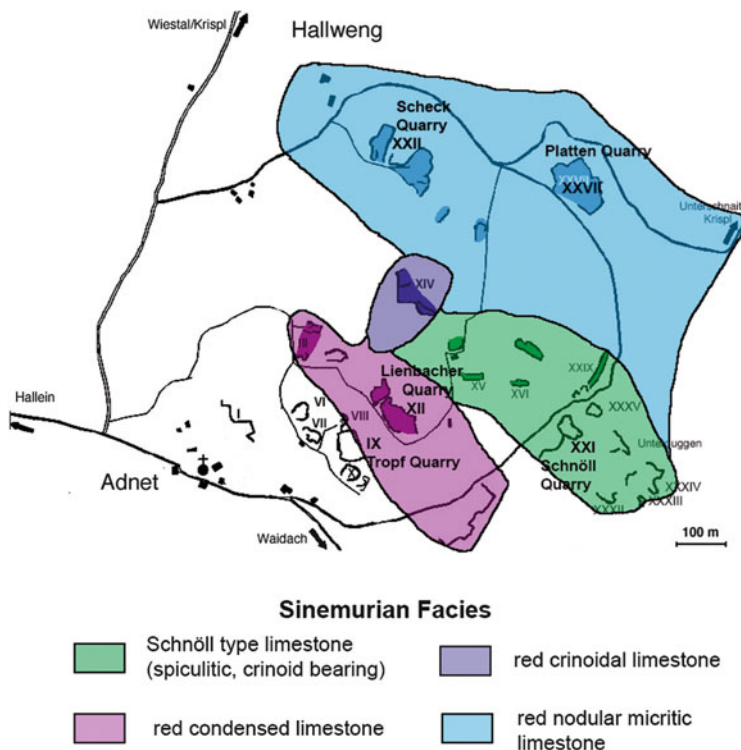 Wiestal/Krispl
Hallweng
Scheck
Quarry
XXII
Platten Quarry
XXVII
XXVII
Unterschnait
Krispl
XIV
III
Lienbacher
Quarry
XII
XV
XVI
XXIX
XXXV
Hallein
I
VI
VII
VIII
IX
Tropf Quarry
XXI
Schnöll
Quarry
XXXIV
XXXIII
XXXII
Adnet
Waidach
100 m
Sinemurian Facies
Schnöll type limestone
(spiculitic, crinoid bearing)
red crinoidal limestone
red condensed limestone
red nodular micritic
limestone